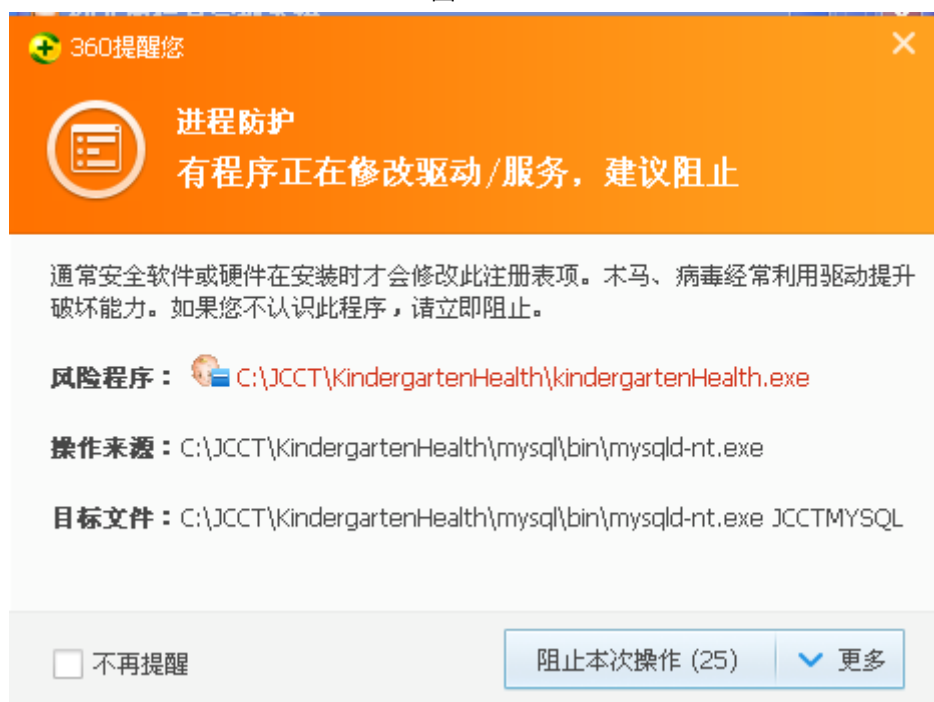 360提醒您
进程防护
有程序正在修改驱动/服务，建议阻止
通常安全软件或硬件在安装时才会修改此注册表项。木马、病毒经常利用驱动提升
破坏能力。如果您不认识此程序，请立即阻止。
风险程序： C:\JCCT\KindergartenHealth\kindergartenHealth.exe
操作来源：C:\JCCT\KindergartenHealth\mysql\bin\mysqld-nt.exe
目标文件：C:\JCCT\KindergartenHealth\mysql\bin\mysqld-nt.exe JCCTMYSQL
不再提醒
阻止本次操作 (25) 更多